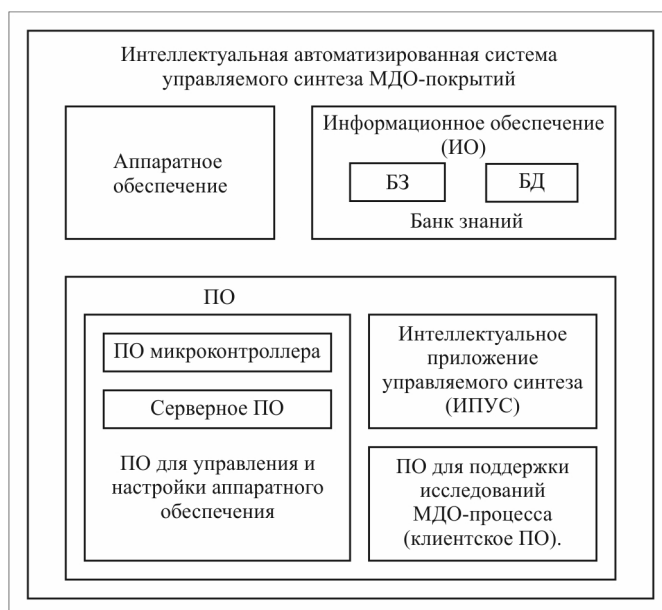 Интеллектуальная автоматизированная система
управляемого синтеза МДО-покрытий
Аппаратное
обеспечение
Информационное обеспечение
(ИО)
БЗ
БД
Банк знаний
ПО
ПО микроконтроллера
Серверное ПО
ПО для управления и
настройки аппаратного
обеспечения
Интеллектуальное
приложение
управляемого синтеза
(ИПУС)
ПО для поддержки
исследований
МДО-процесса
(клиентское ПО).